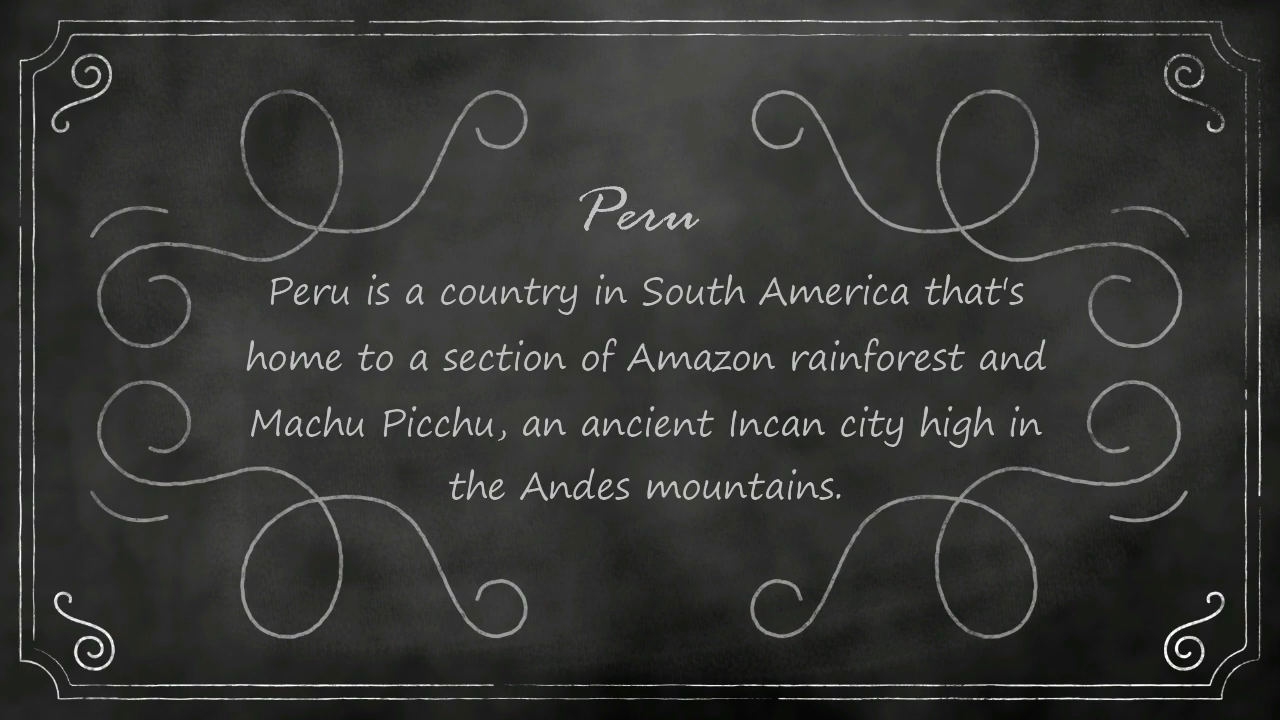 Peru
Peru is a country in South America that's
home to a section of Amazon rainforest and
Machu Picchu, an ancient Incan city high in
the Andes mountains.